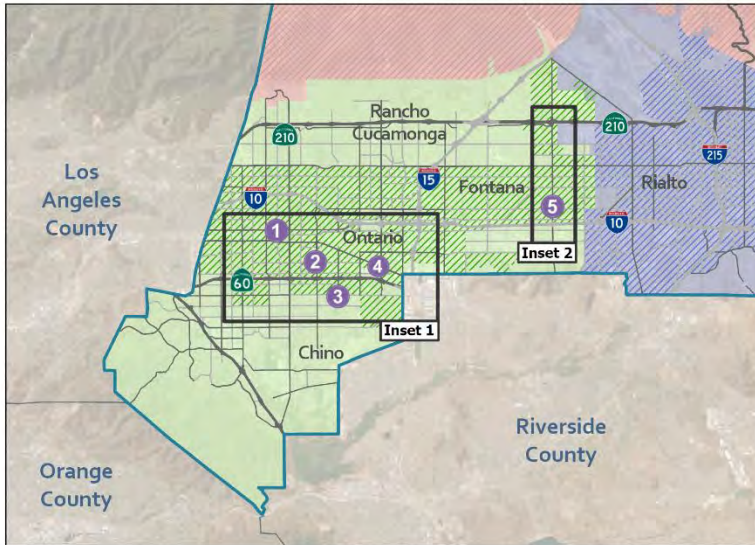 Rancho
Cucamonga
210
210
215
15
Los
Angeles
County
10
Fontana
Rialto
1
5
10
Ontario
2
4
Inset 2
60
3
Inset 1
Chino
Riverside
County
Orange
County